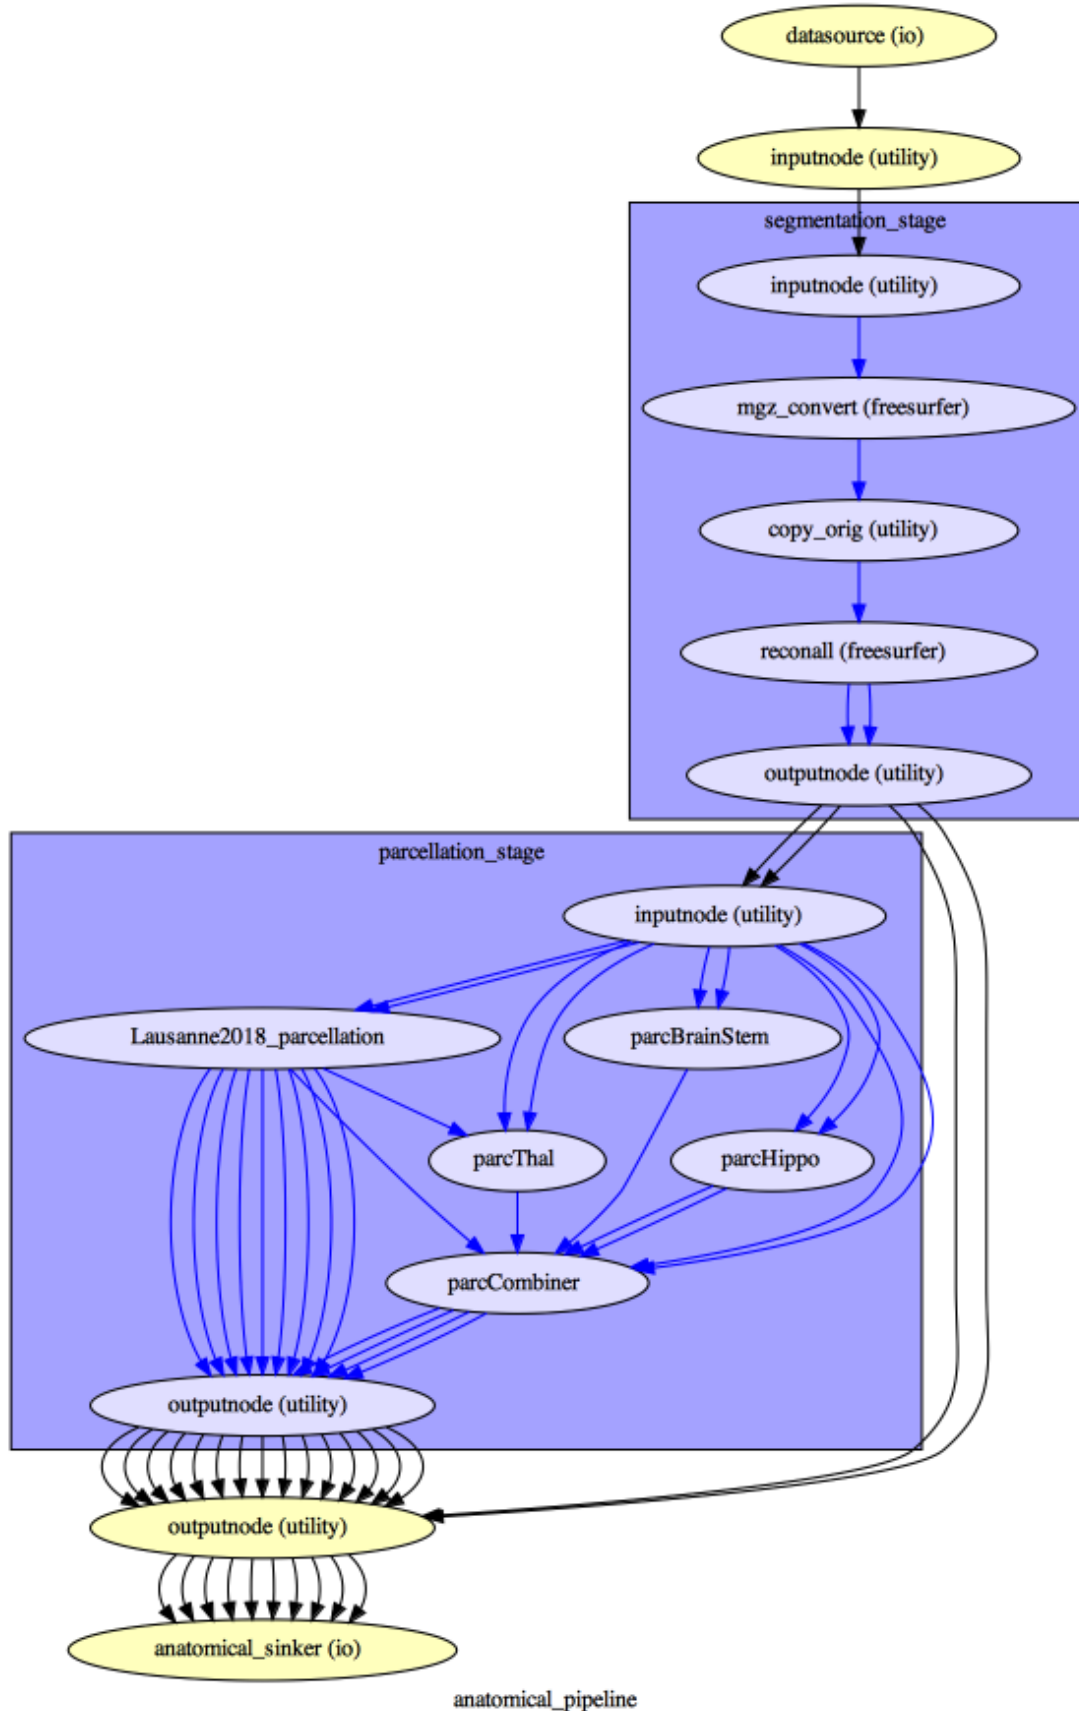 datasource (io)
inputnode (utility)
segmentation_stage
inputnode (utility)
mgz_convert (freesurfer)
copy_orig (utility)
reconall (freesurfer)
outputnode (utility)
parcellation_stage
inputnode (utility)
Lausanne2018_parcellation
parcBrainStem
parcThal
parcHippo
parcCombiner
outputnode (utility)
outputnode (utility)
anatomical_sinker (io)
anatomical_pipeline